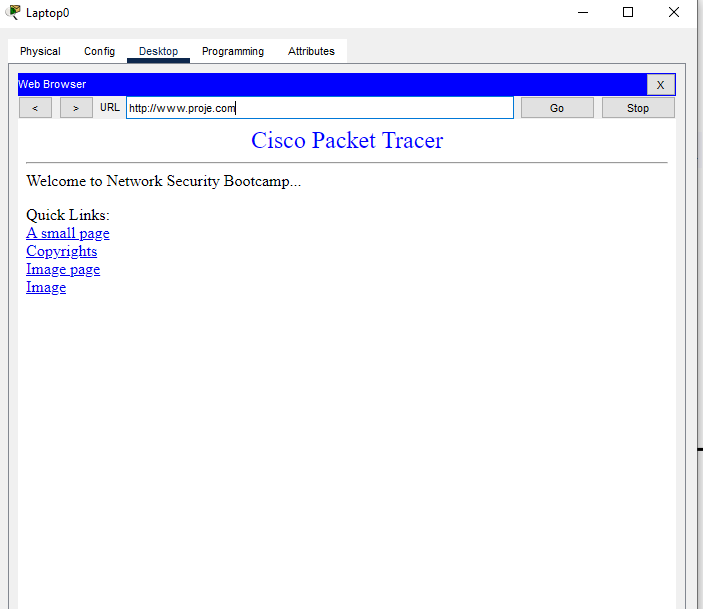 Laptop0
Physical Config Desktop Programming Attributes
Web Browser X
< > URL http://www.proje.com Go Stop
Cisco Packet Tracer
Welcome to Network Security Bootcamp...
Quick Links:
A small page
Copyrights
Image page
Image